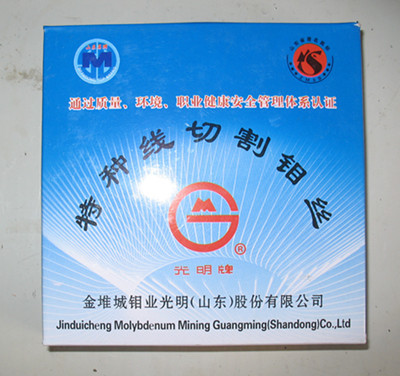 通过质量、环境、职业健康安全管理体系认证
特种线切割钼丝
®
光明牌
金堆城钼业光明(山东)股份有限公司
Jinduicheng Molybdenum Mining Guangming(Shandong)Co.,Ltd